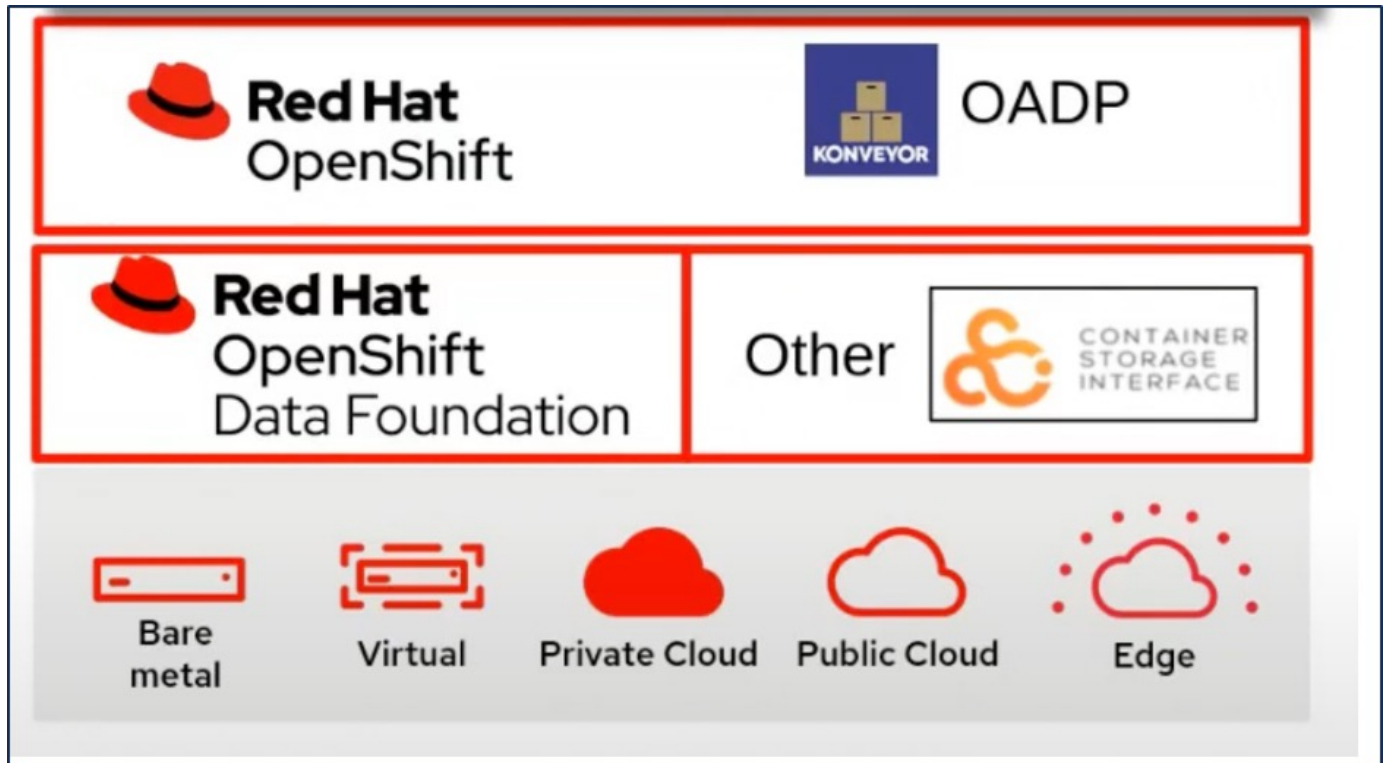 Red Hat
OpenShift
KONVEYOR
OADP
Red Hat
OpenShift
Data Foundation
Other
CONTAINER
STORAGE
INTERFACE
Bare
metal
Virtual
Private Cloud
Public Cloud
Edge